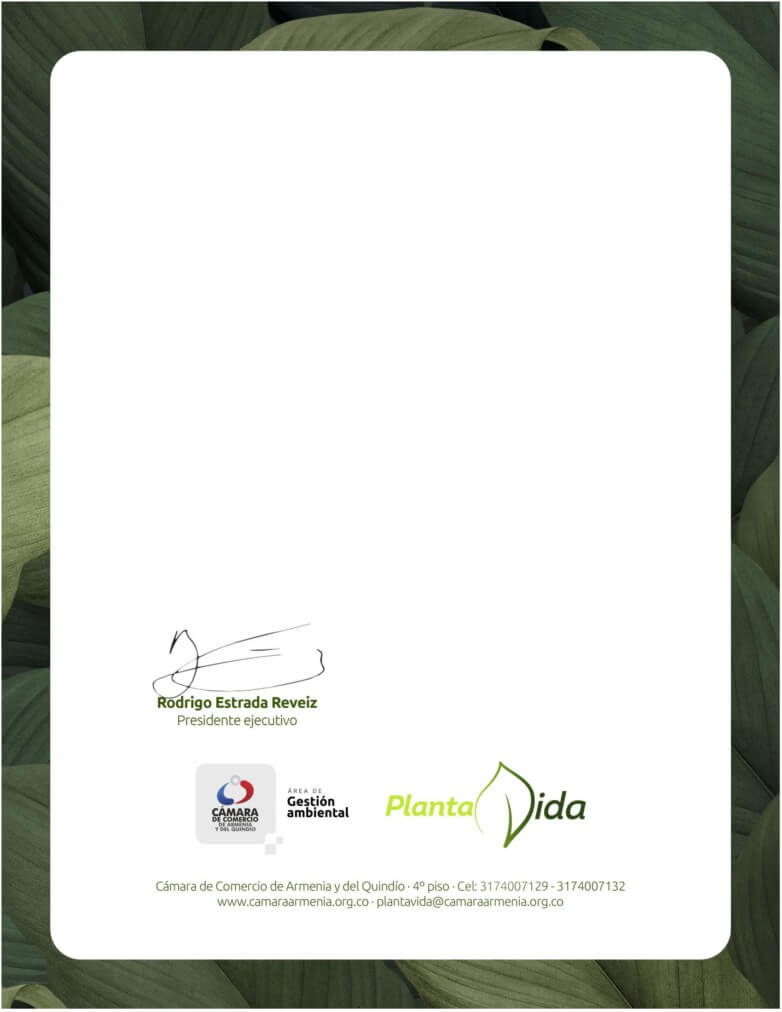 Rodrigo Estrada Reveiz
Presidente ejecutivo
CÁMARA
DE COMERCIO
DE ARMENIA
Y DEL QUINDÍO
ÁREA DE
Gestión
ambiental
PlantaVida
Cámara de Comercio de Armenia y del Quindío · 4º piso · Cel: 3174007129 - 3174007132
www.camaraarmenia.org.co · plantavida@camaraarmenia.org.co